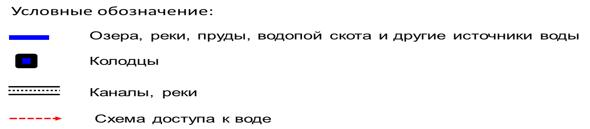 Условные обозначение:
Озера, реки, пруды, водопой скота и другие источники воды
Колодцы
Каналы, реки
Схема доступа к воде